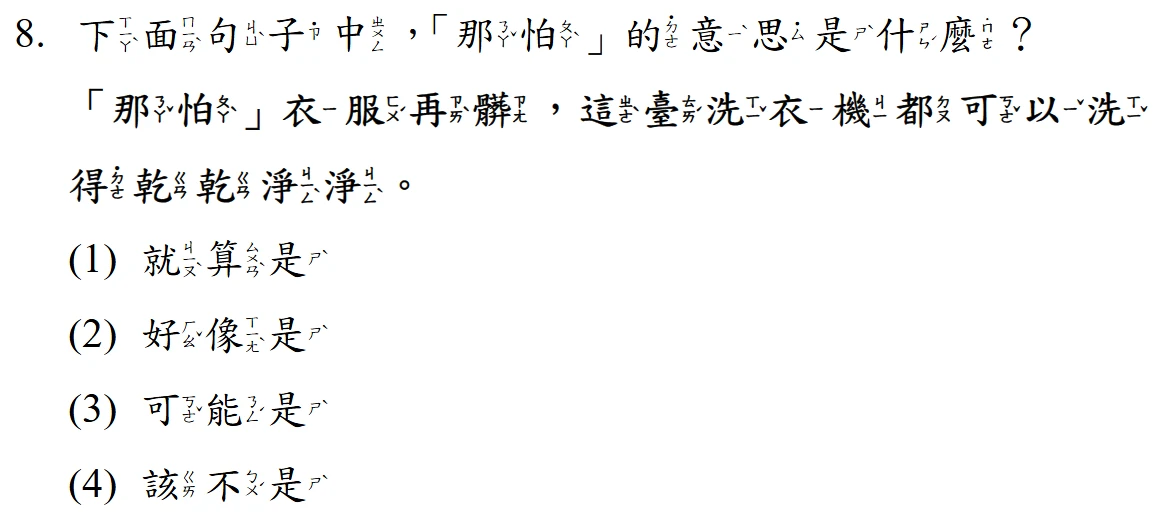 8. 下面句子中，「那怕」的意思是什麼？
「那怕」衣服再髒，這臺洗衣機都可以洗
得乾乾淨淨。
(1) 就算是
(2) 好像是
(3) 可能是
(4) 該不是